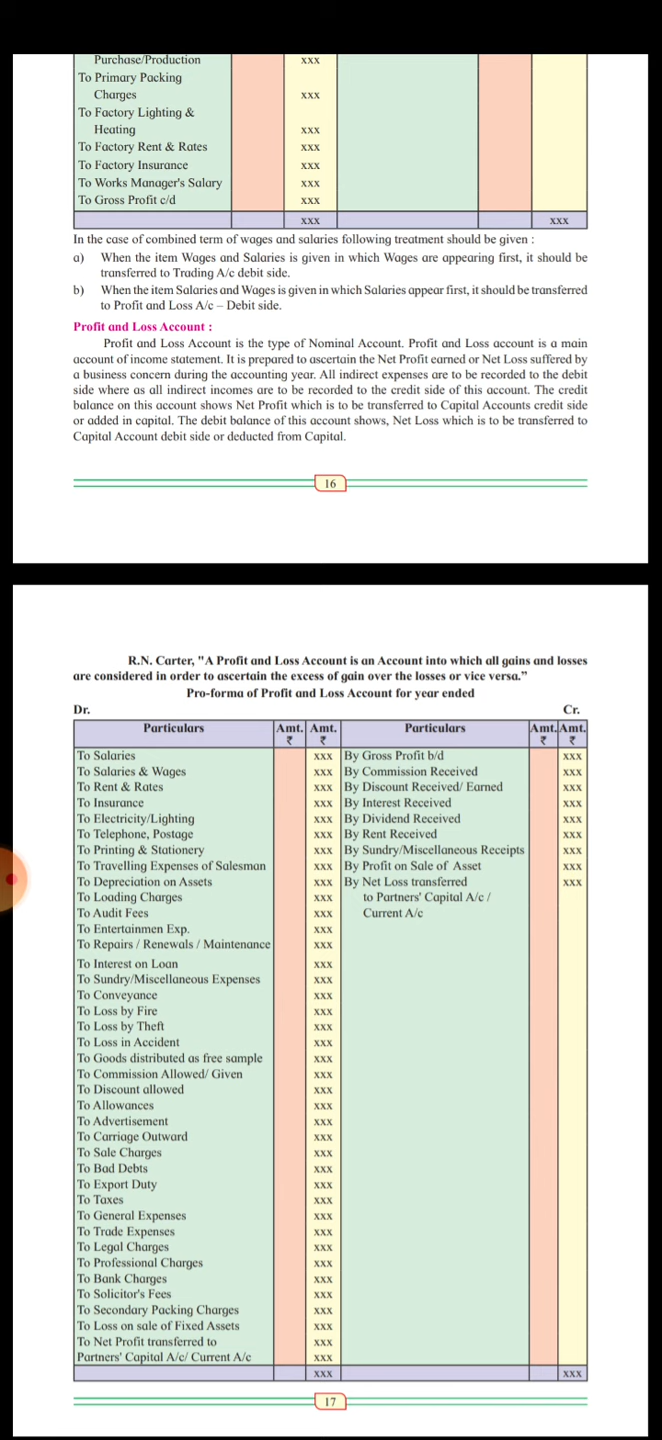 Purchase/Production xxx
To Primary Packing
Charges xxx
To Factory Lighting &
Heating xxx
To Factory Rent & Rates xxx
To Factory Insurance xxx
To Works Manager's Salary xxx
To Gross Profit c/d xxx
xxx xxx
In the case of combined term of wages and salaries following treatment should be given :
a) When the item Wages and Salaries is given in which Wages are appearing first, it should be
transferred to Trading A/c debit side.
b) When the item Salaries and Wages is given in which Salaries appear first, it should be transferred
to Profit and Loss A/c – Debit side.
Profit and Loss Account :
Profit and Loss Account is the type of Nominal Account. Profit and Loss account is a main
account of income statement. It is prepared to ascertain the Net Profit earned or Net Loss suffered by
a business concern during the accounting year. All indirect expenses are to be recorded to the debit
side where as all indirect incomes are to be recorded to the credit side of this account. The credit
balance on this account shows Net Profit which is to be transferred to Capital Accounts credit side
or added in capital. The debit balance of this account shows, Net Loss which is to be transferred to
Capital Account debit side or deducted from Capital.
16
R.N. Carter, "A Profit and Loss Account is an Account into which all gains and losses
are considered in order to ascertain the excess of gain over the losses or vice versa.”
Pro-forma of Profit and Loss Account for year ended
Dr. Cr.
Particulars Amt. Amt. Particulars Amt. Amt.
₹ ₹ ₹ ₹
To Salaries xxx By Gross Profit b/d xxx
To Salaries & Wages xxx By Commission Received xxx
To Rent & Rates xxx By Discount Received/ Earned xxx
To Insurance xxx By Interest Received xxx
To Electricity/Lighting xxx By Dividend Received xxx
To Telephone, Postage xxx By Rent Received xxx
To Printing & Stationery xxx By Sundry/Miscellaneous Receipts xxx
To Travelling Expenses of Salesman xxx By Profit on Sale of Asset xxx
To Depreciation on Assets xxx By Net Loss transferred xxx
To Loading Charges xxx to Partners' Capital A/c /
To Audit Fees xxx Current A/c
To Entertainmen Exp. xxx
To Repairs / Renewals / Maintenance xxx
To Interest on Loan xxx
To Sundry/Miscellaneous Expenses xxx
To Conveyance xxx
To Loss by Fire xxx
To Loss by Theft xxx
To Loss in Accident xxx
To Goods distributed as free sample xxx
To Commission Allowed/ Given xxx
To Discount allowed xxx
To Allowances xxx
To Advertisement xxx
To Carriage Outward xxx
To Sale Charges xxx
To Bad Debts xxx
To Export Duty xxx
To Taxes xxx
To General Expenses xxx
To Trade Expenses xxx
To Legal Charges xxx
To Professional Charges xxx
To Bank Charges xxx
To Solicitor's Fees xxx
To Secondary Packing Charges xxx
To Loss on sale of Fixed Assets xxx
To Net Profit transferred to xxx
Partners' Capital A/c/ Current A/c xxx
xxx xxx
17